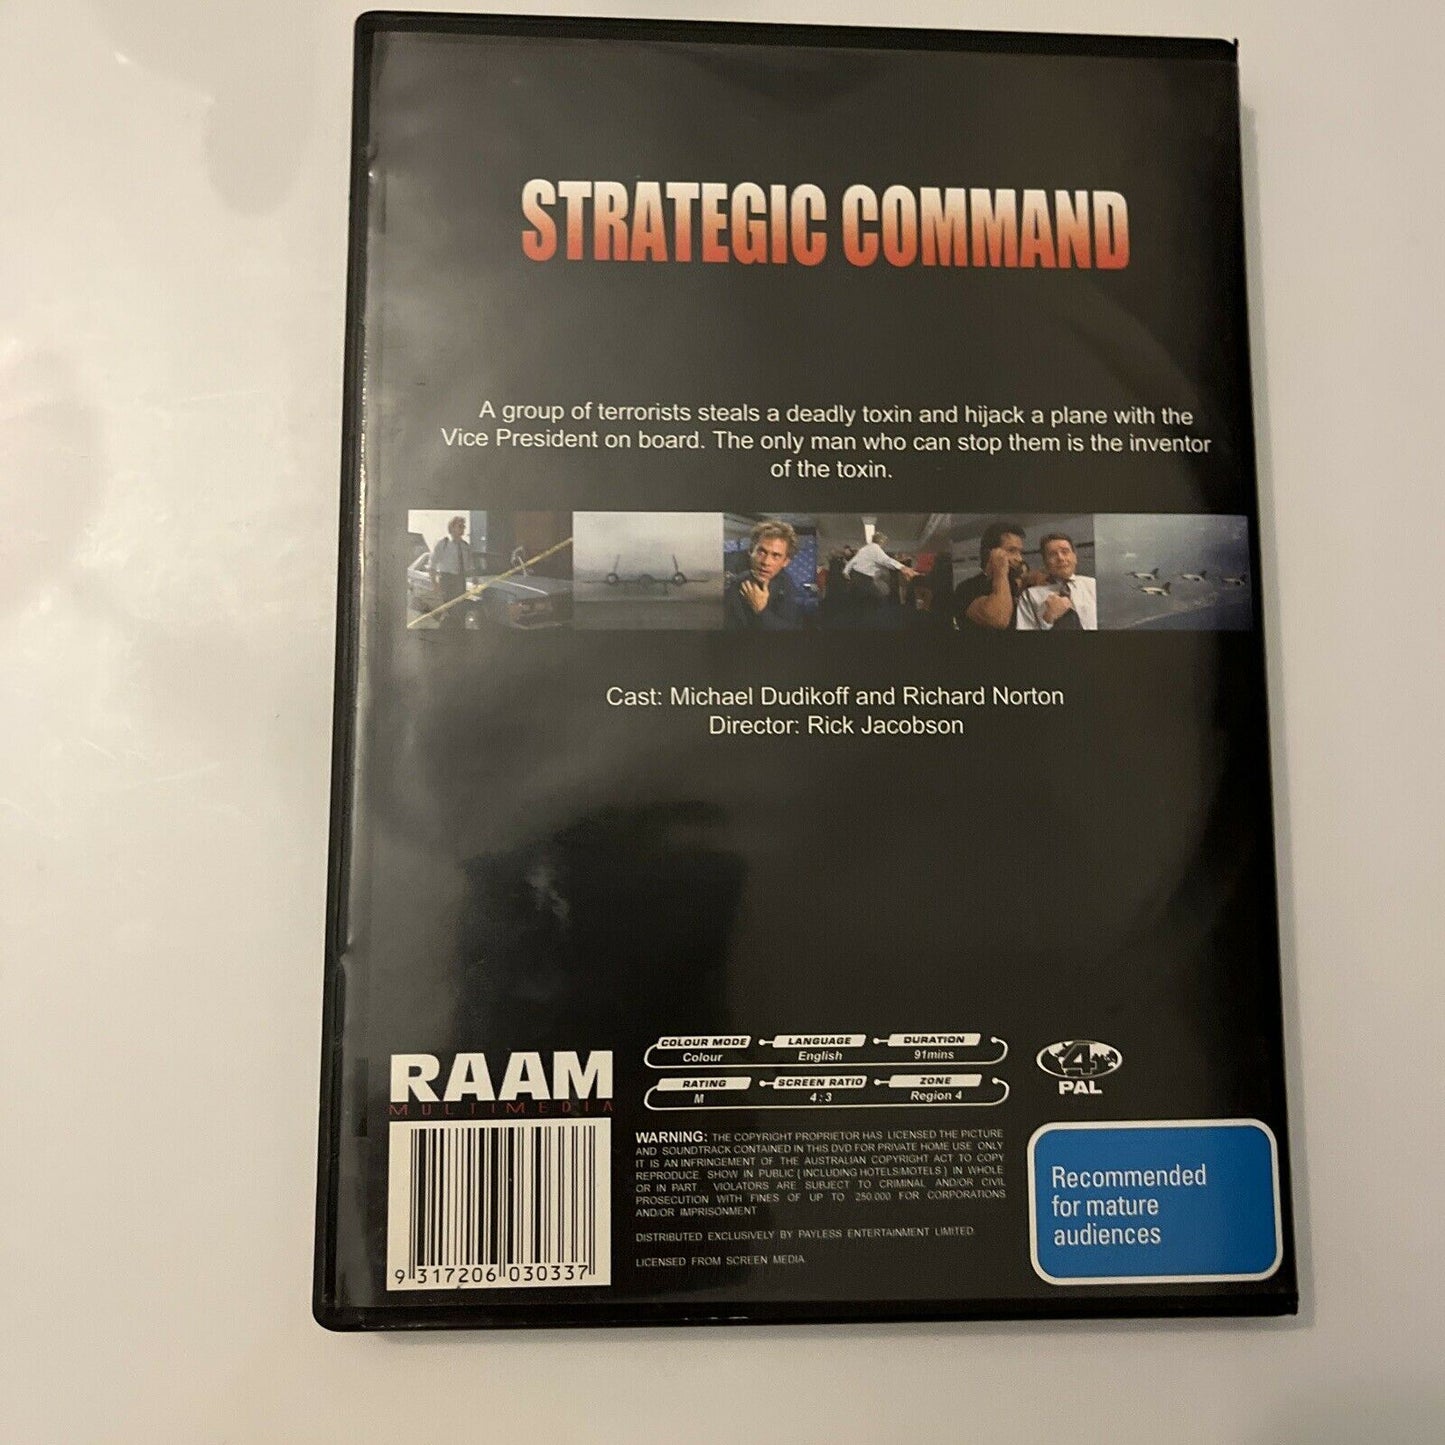 STRATEGIC COMMAND
A group of terrorists steals a deadly toxin and hijack a plane with the
Vice President on board. The only man who can stop them is the inventor
of the toxin.
Cast: Michael Dudikoff and Richard Norton
Director: Rick Jacobson
RAAM
MULTIMEDIA
9 317206 030337
COLOUR MODE LANGUAGE DURATION
Colour English 91mins
RATING SCREEN RATIO ZONE
M 4:3 Region 4
4
PAL
WARNING: THE COPYRIGHT PROPRIETOR HAS LICENSED THE PICTURE
AND SOUNDTRACK CONTAINED IN THIS DVD FOR PRIVATE HOME USE ONLY
IT IS AN INFRINGEMENT OF THE AUSTRALIAN COPYRIGHT ACT TO COPY
REPRODUCE, SHOW IN PUBLIC ( INCLUDING HOTELS/MOTELS ) IN WHOLE
OR IN PART. VIOLATORS ARE SUBJECT TO CRIMINAL AND/OR CIVIL
PROSECUTION WITH FINES OF UP TO 250.000 FOR CORPORATIONS
AND/OR IMPRISONMENT
DISTRIBUTED EXCLUSIVELY BY PAYLESS ENTERTAINMENT LIMITED.
LICENSED FROM SCREEN MEDIA.
Recommended
for mature
audiences